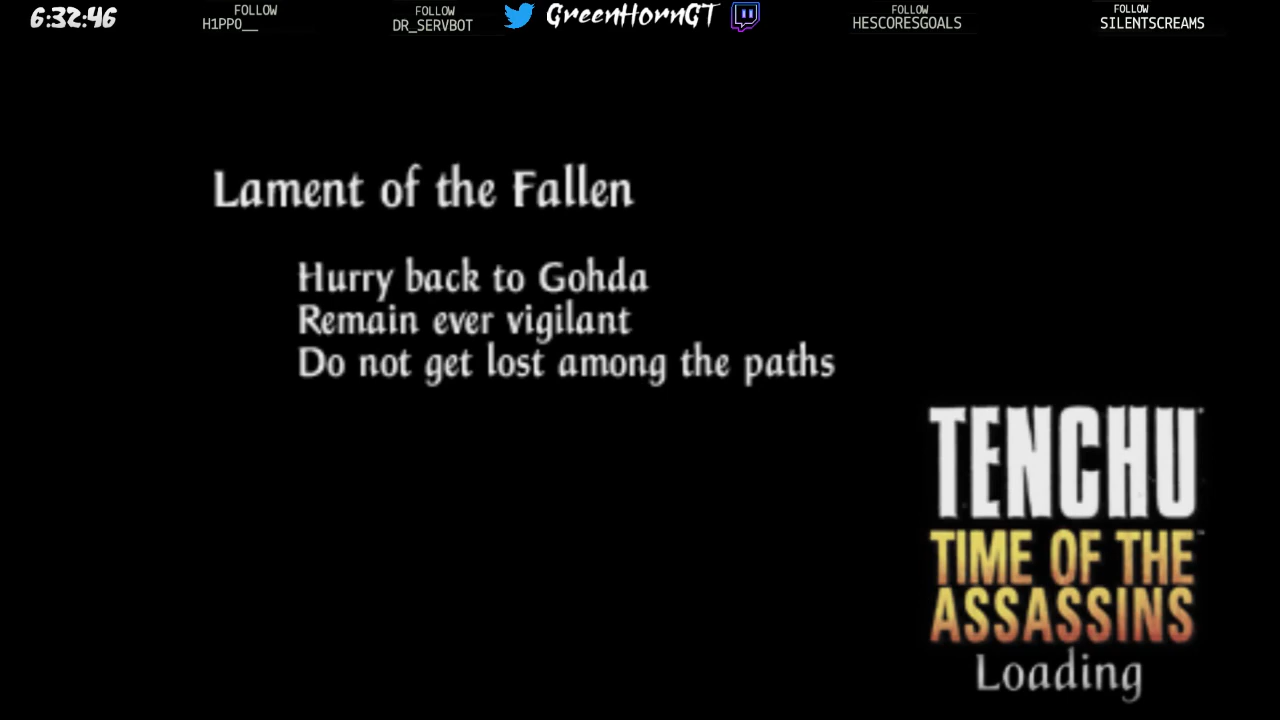 6:32:46
FOLLOW
H1PP0__
FOLLOW
DR_SERVBOT
GreenHornGT
FOLLOW
HESCORESGOALS
FOLLOW
SILENTSCREAMS
Lament of the Fallen
Hurry back to Gohda
Remain ever vigilant
Do not get lost among the paths
TENCHU
TIME OF THE
ASSASSINS
Loading